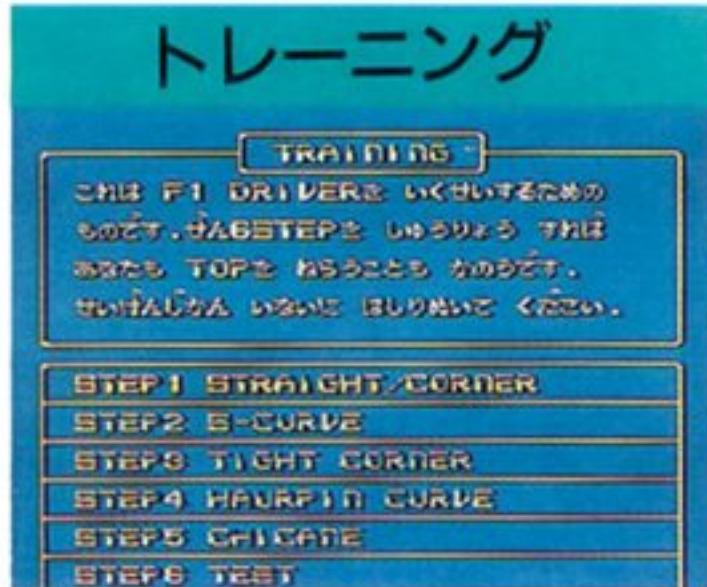 トレーニング
TRAINING
これは F1 DRIVERを いくせいするための
ものです.ぜん6STEPを しゅうりょう すれば
あなたも TOPを ねらうことも かのうです.
せいげんじかん いないに はしりぬいて ください.
STEP1 STRAIGHT/CORNER
STEP2 S-CURVE
STEP3 TIGHT CORNER
STEP4 HAURPIN CURVE
STEP5 CHICANE
STEP6 TEST